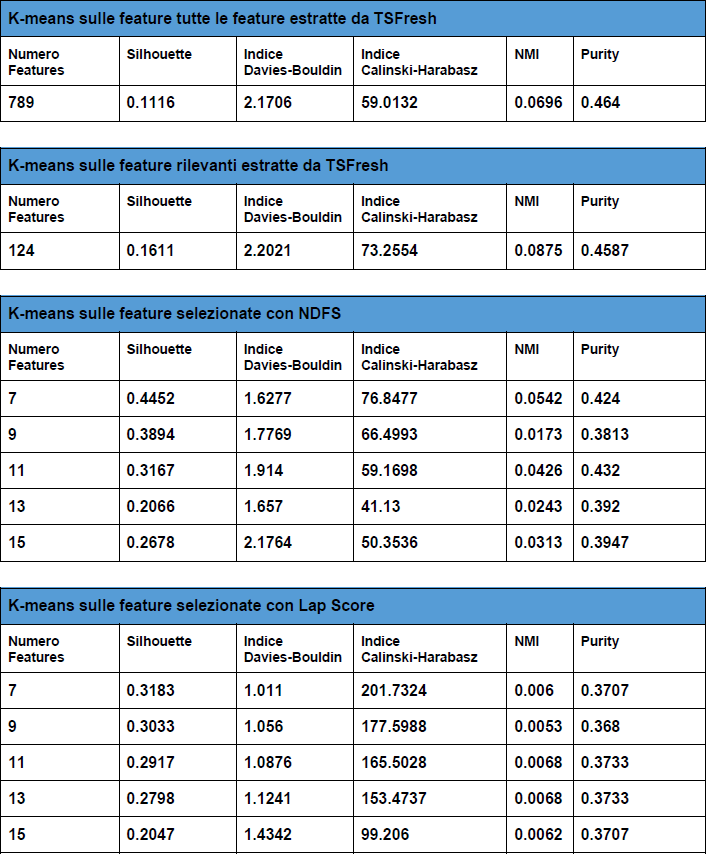 K-means sulle feature tutte le feature estratte da TSFresh
Numero Features Silhouette Indice Davies-Bouldin Indice Calinski-Harabasz NMI Purity
789 0.1116 2.1706 59.0132 0.0696 0.464
K-means sulle feature rilevanti estratte da TSFresh
Numero Features Silhouette Indice Davies-Bouldin Indice Calinski-Harabasz NMI Purity
124 0.1611 2.2021 73.2554 0.0875 0.4587
K-means sulle feature selezionate con NDFS
Numero Features Silhouette Indice Davies-Bouldin Indice Calinski-Harabasz NMI Purity
7 0.4452 1.6277 76.8477 0.0542 0.424
9 0.3894 1.7769 66.4993 0.0173 0.3813
11 0.3167 1.914 59.1698 0.0426 0.432
13 0.2066 1.657 41.13 0.0243 0.392
15 0.2678 2.1764 50.3536 0.0313 0.3947
K-means sulle feature selezionate con Lap Score
Numero Features Silhouette Indice Davies-Bouldin Indice Calinski-Harabasz NMI Purity
7 0.3183 1.011 201.7324 0.006 0.3707
9 0.3033 1.056 177.5988 0.0053 0.368
11 0.2917 1.0876 165.5028 0.0068 0.3733
13 0.2798 1.1241 153.4737 0.0068 0.3733
15 0.2047 1.4342 99.206 0.0062 0.3707